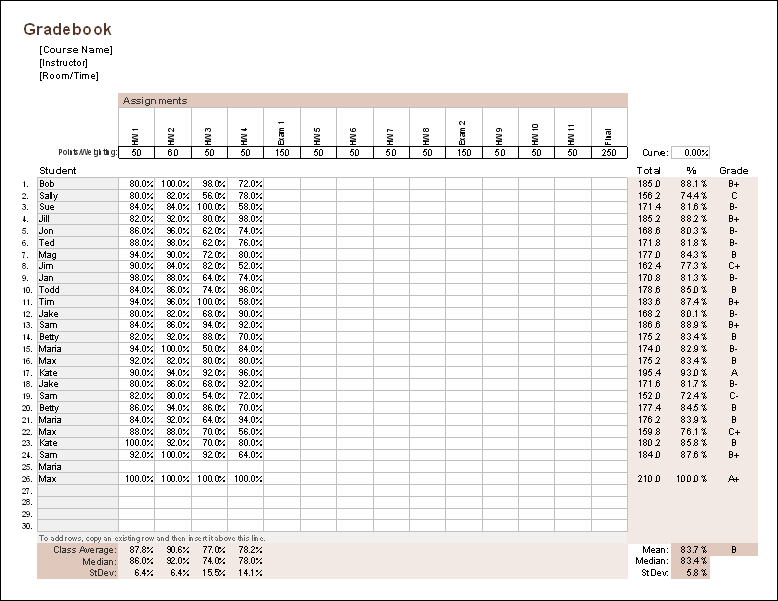 Gradebook
[Course Name]
[Instructor]
[Room/Time]
Assignments
HW 1 HW 2 HW 3 HW 4 Exam 1 HW 5 HW 6 HW 7 HW 8 Exam 2 HW 9 HW 10 HW 11 Final
Points/Weighting: 50 60 50 50 150 50 50 50 50 150 50 50 50 250 Curve: 0.00%
Student Total % Grade
1. Bob 80.0% 100.0% 98.0% 72.0% 185.0 88.1% B+
2. Sally 80.0% 82.0% 56.0% 78.0% 156.2 74.4% C
3. Sue 84.0% 84.0% 100.0% 58.0% 171.4 81.6% B-
4. Jill 82.0% 92.0% 80.0% 98.0% 185.2 88.2% B+
5. Jon 86.0% 96.0% 62.0% 74.0% 168.6 80.3% B-
6. Ted 88.0% 98.0% 62.0% 76.0% 171.8 81.8% B-
7. Mag 94.0% 90.0% 72.0% 80.0% 177.0 84.3% B
8. Jim 90.0% 84.0% 82.0% 52.0% 162.4 77.3% C+
9. Jan 98.0% 88.0% 64.0% 74.0% 170.8 81.3% B-
10. Todd 84.0% 86.0% 74.0% 96.0% 178.6 85.0% B
11. Tim 94.0% 96.0% 100.0% 58.0% 183.6 87.4% B+
12. Jake 80.0% 82.0% 68.0% 90.0% 168.2 80.1% B-
13. Sam 84.0% 86.0% 94.0% 92.0% 186.6 88.9% B+
14. Betty 82.0% 92.0% 88.0% 70.0% 175.2 83.4% B
15. Maria 94.0% 100.0% 50.0% 84.0% 174.0 82.9% B-
16. Max 92.0% 82.0% 80.0% 80.0% 175.2 83.4% B
17. Kate 90.0% 94.0% 92.0% 96.0% 195.4 93.0% A
18. Jake 80.0% 86.0% 68.0% 92.0% 171.6 81.7% B-
19. Sam 82.0% 80.0% 54.0% 72.0% 152.0 72.4% C-
20. Betty 86.0% 94.0% 86.0% 70.0% 177.4 84.5% B
21. Maria 84.0% 92.0% 64.0% 94.0% 176.2 83.9% B
22. Max 88.0% 88.0% 70.0% 56.0% 159.8 76.1% C+
23. Kate 100.0% 92.0% 70.0% 80.0% 180.2 85.8% B
24. Sam 92.0% 100.0% 92.0% 64.0% 184.0 87.6% B+
25. Maria
26. Max 100.0% 100.0% 100.0% 100.0% 210.0 100.0% A+
27.
28.
29.
30.
To add rows, copy an existing row and then insert it above this line.
Class Average: 87.8% 90.6% 77.0% 78.2% Mean: 83.7% B
Median: 86.0% 92.0% 74.0% 78.0% Median: 83.4%
StDev: 6.4% 6.4% 15.5% 14.1% StDev: 5.8%